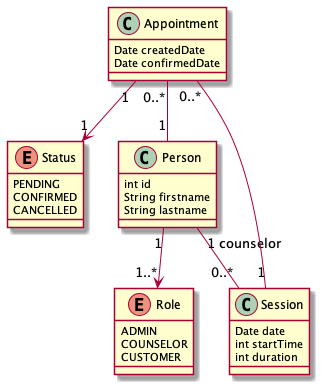 C Appointment
Date createdDate
Date confirmedDate
1 0..* 0..*
1 1
E Status
PENDING
CONFIRMED
CANCELLED
C Person
int id
String firstname
String lastname
1 1 counselor
1..* 0..* 1
E Role
ADMIN
COUNSELOR
CUSTOMER
C Session
Date date
int startTime
int duration